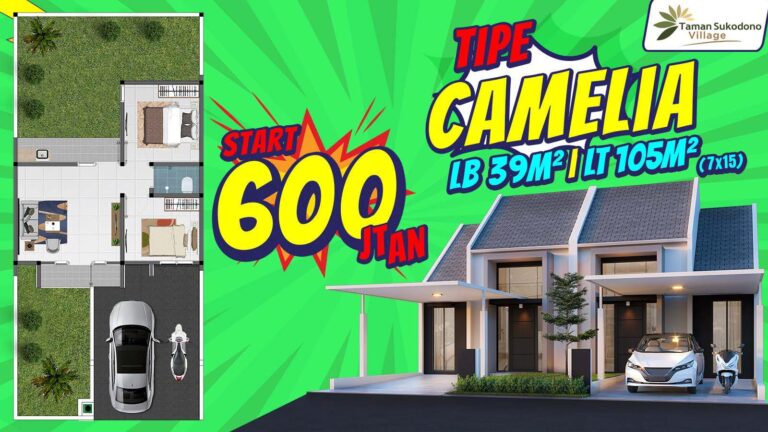 Taman Sukodono
Village
TIPE
CAMELIA
LB 39M² | LT 105M² (7x15)
START
600
JTAN